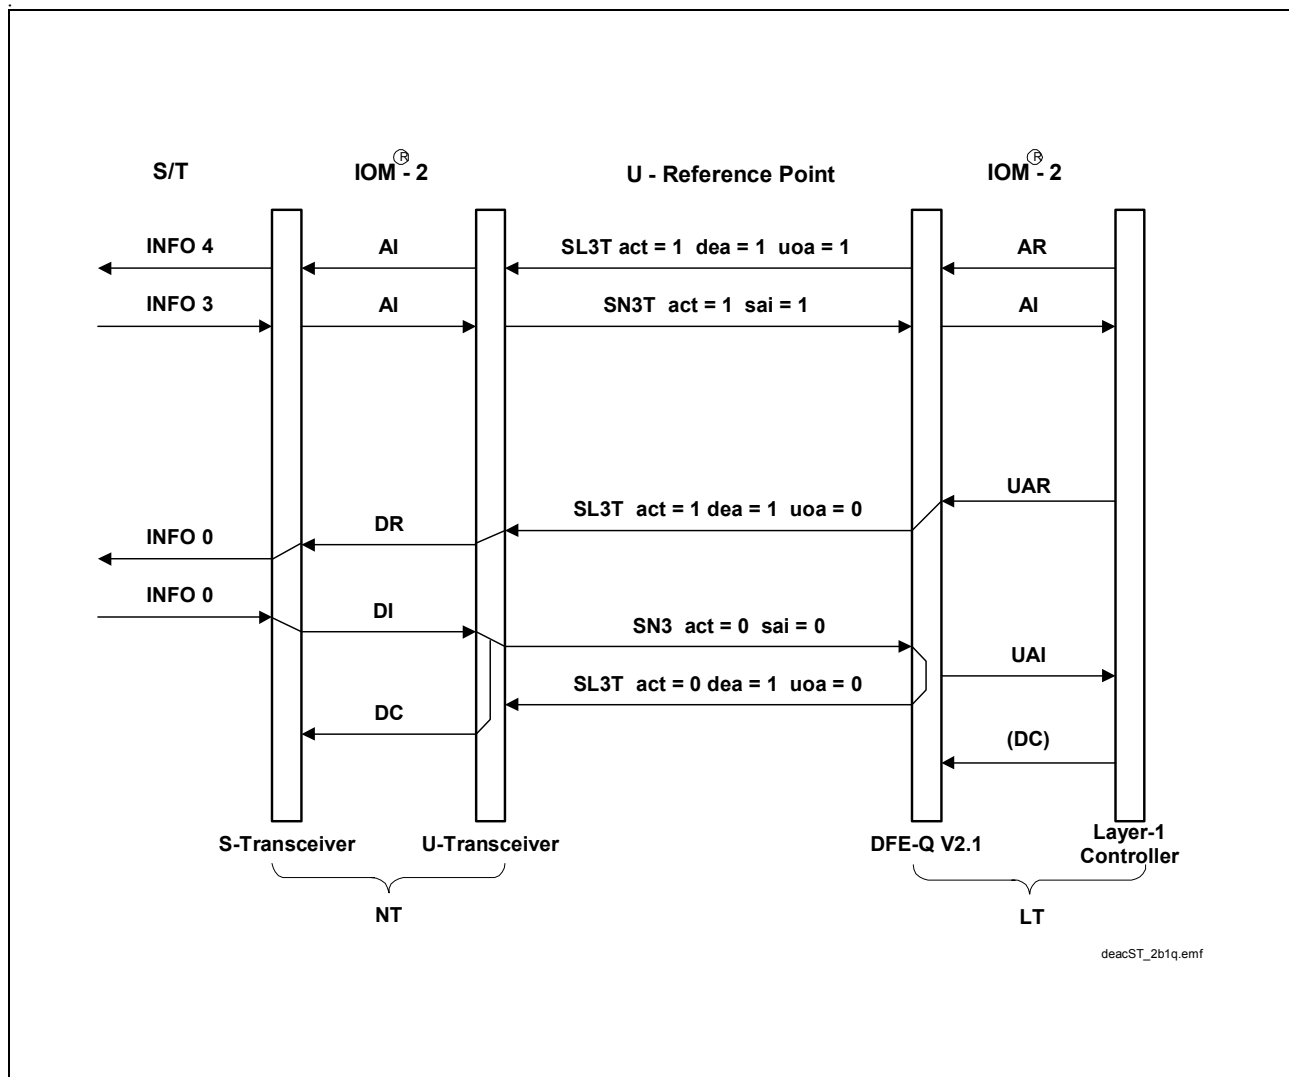 S/T
IOM®-2
U - Reference Point
IOM®-2
INFO 4
AI
SL3T act = 1 dea = 1 uoa = 1
AR
INFO 3
AI
SN3T act = 1 sai = 1
AI
UAR
SL3T act = 1 dea = 1 uoa = 0
DR
INFO 0
INFO 0
DI
SN3 act = 0 sai = 0
UAI
SL3T act = 0 dea = 1 uoa = 0
DC
(DC)
S-Transceiver
U-Transceiver
DFE-Q V2.1
Layer-1
Controller
NT
LT
deacST_2b1q.emf